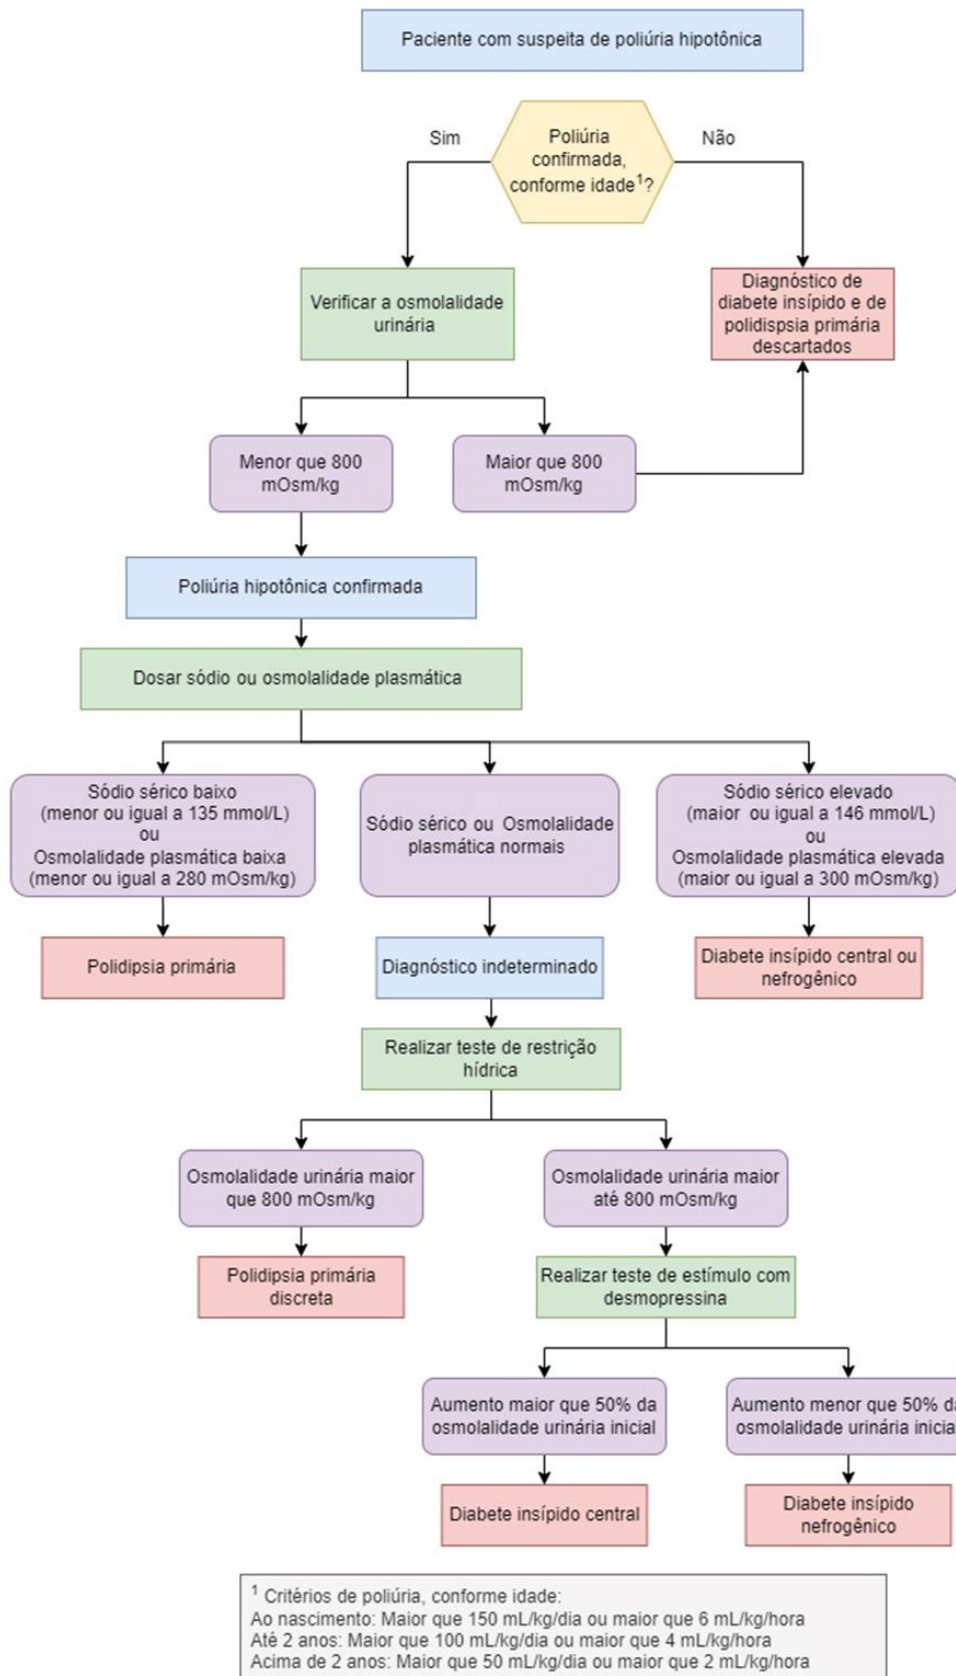 Paciente com suspeita de poliúria hipotônica
Sim
Poliúria
confirmada,
conforme idade¹?
Não
Verificar a osmolalidade
urinária
Diagnóstico de
diabete insípido e de
polidispsia primária
descartados
Menor que 800
mOsm/kg
Maior que 800
mOsm/kg
Poliúria hipotônica confirmada
Dosar sódio ou osmolalidade plasmática
Sódio sérico baixo
(menor ou igual a 135 mmol/L)
ou
Osmolalidade plasmática baixa
(menor ou igual a 280 mOsm/kg)
Sódio sérico ou Osmolalidade
plasmática normais
Sódio sérico elevado
(maior ou igual a 146 mmol/L)
ou
Osmolalidade plasmática elevada
(maior ou igual a 300 mOsm/kg)
Polidipsia primária
Diagnóstico indeterminado
Diabete insípido central ou
nefrogênico
Realizar teste de restrição
hídrica
Osmolalidade urinária maior
que 800 mOsm/kg
Osmolalidade urinária maior
até 800 mOsm/kg
Polidipsia primária
discreta
Realizar teste de estímulo com
desmopressina
Aumento maior que 50% da
osmolalidade urinária inicial
Aumento menor que 50% da
osmolalidade urinária inicial
Diabete insípido central
Diabete insípido
nefrogênico
¹ Critérios de poliúria, conforme idade:
Ao nascimento: Maior que 150 mL/kg/dia ou maior que 6 mL/kg/hora
Até 2 anos: Maior que 100 mL/kg/dia ou maior que 4 mL/kg/hora
Acima de 2 anos: Maior que 50 mL/kg/dia ou maior que 2 mL/kg/hora